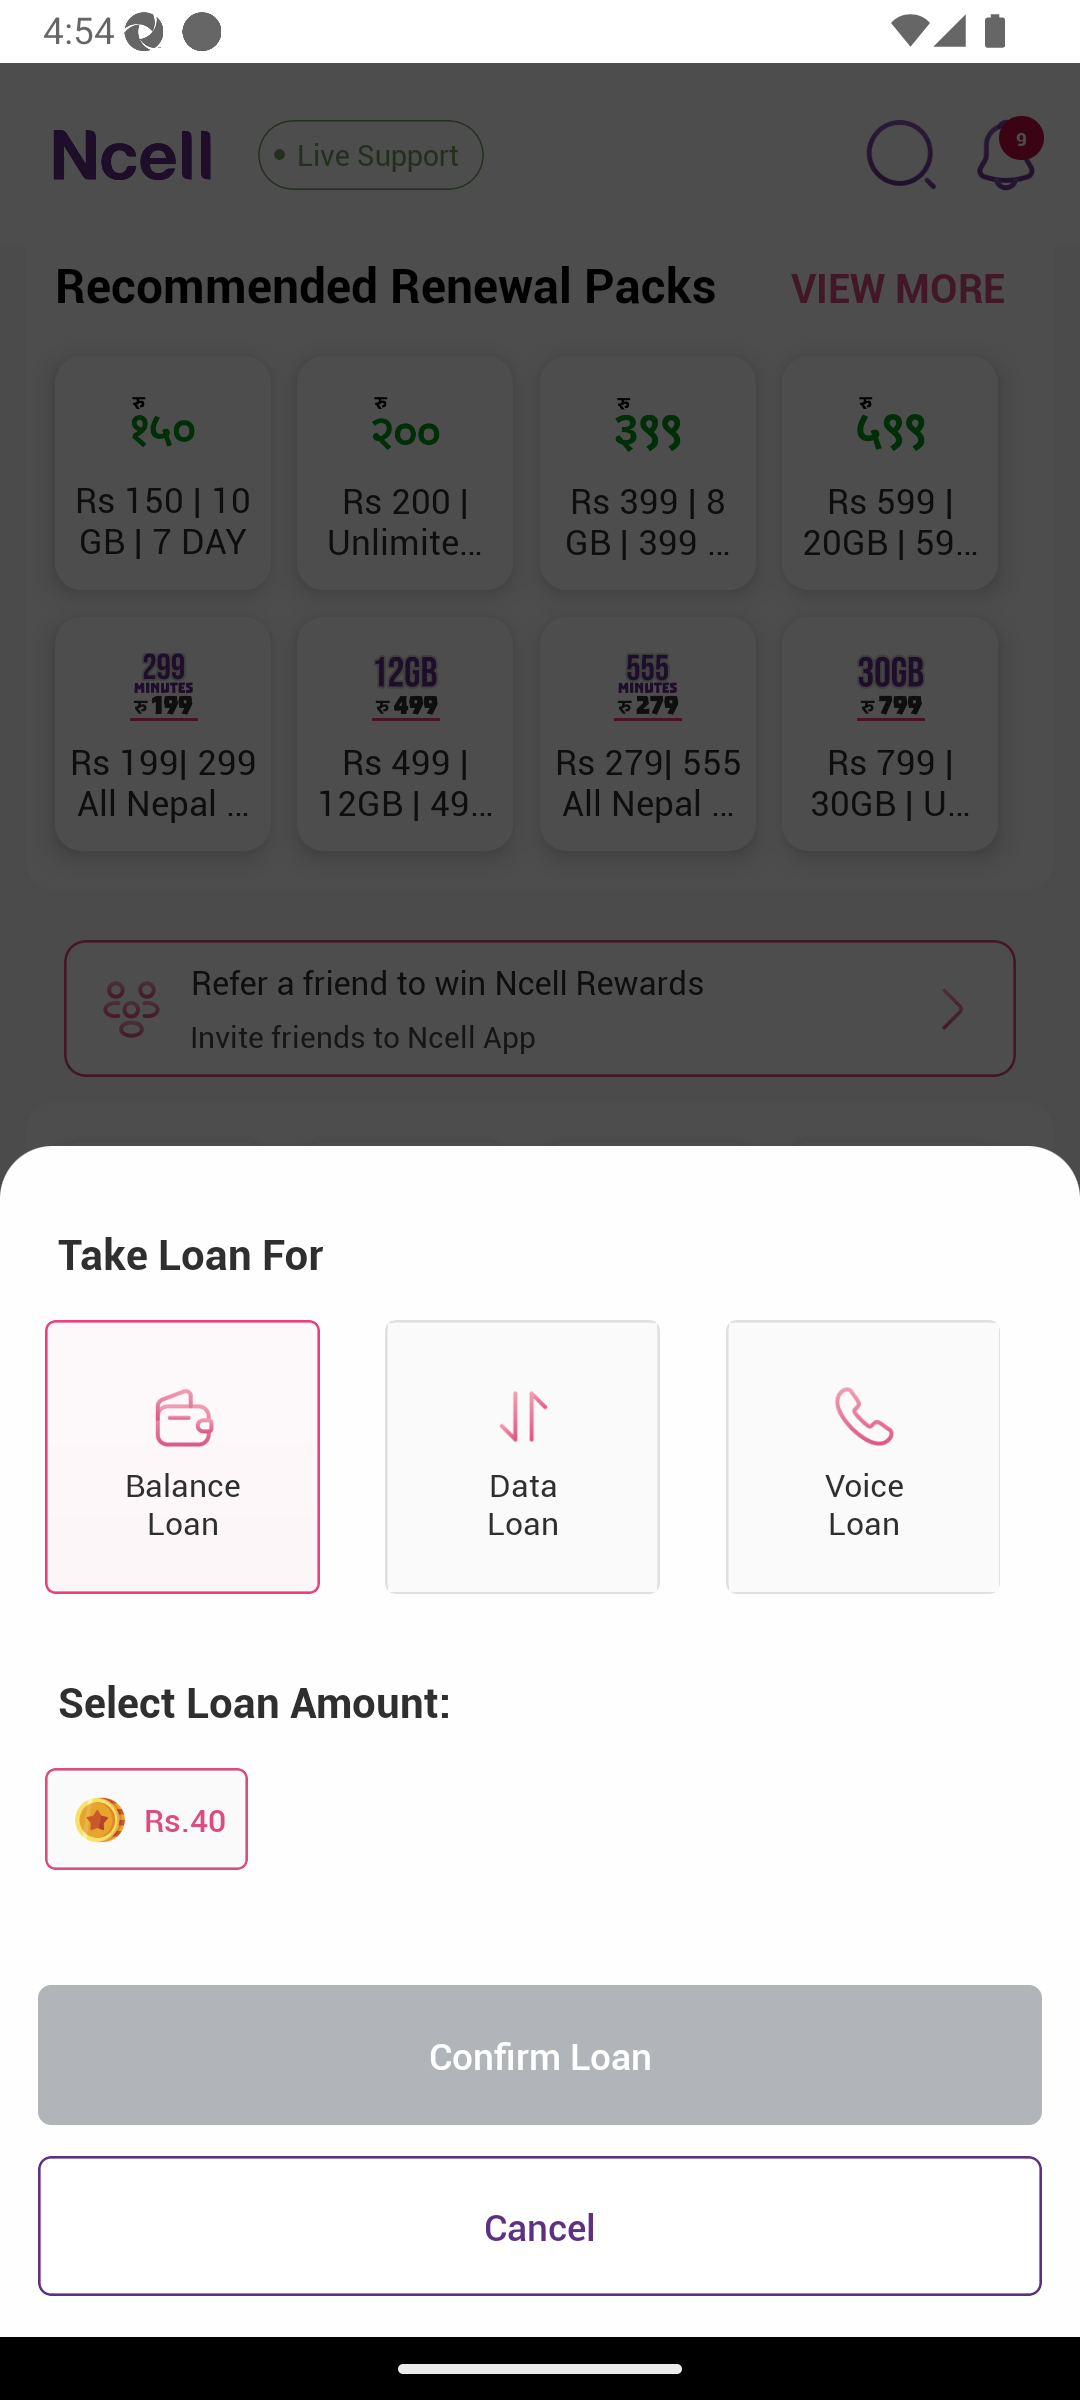 4:54
Ncell
Live Support
9
Recommended Renewal Packs
VIEW MORE
रु
१५०
रु
२००
रु
३९९
रु
५९९
Rs 150 | 10
GB | 7 DAY
Rs 200 |
Unlimite...
Rs 399 | 8
GB | 399 ...
Rs 599 |
20GB | 59...
299
MINUTES
रु 199
12GB
रु 499
555
MINUTES
रु 279
30GB
रु 799
Rs 199| 299
All Nepal ...
Rs 499 |
12GB | 49...
Rs 279| 555
All Nepal ...
Rs 799 |
30GB | U...
Refer a friend to win Ncell Rewards
Invite friends to Ncell App
Take Loan For
Balance
Loan
Data
Loan
Voice
Loan
Select Loan Amount:
Rs.40
Confirm Loan
Cancel